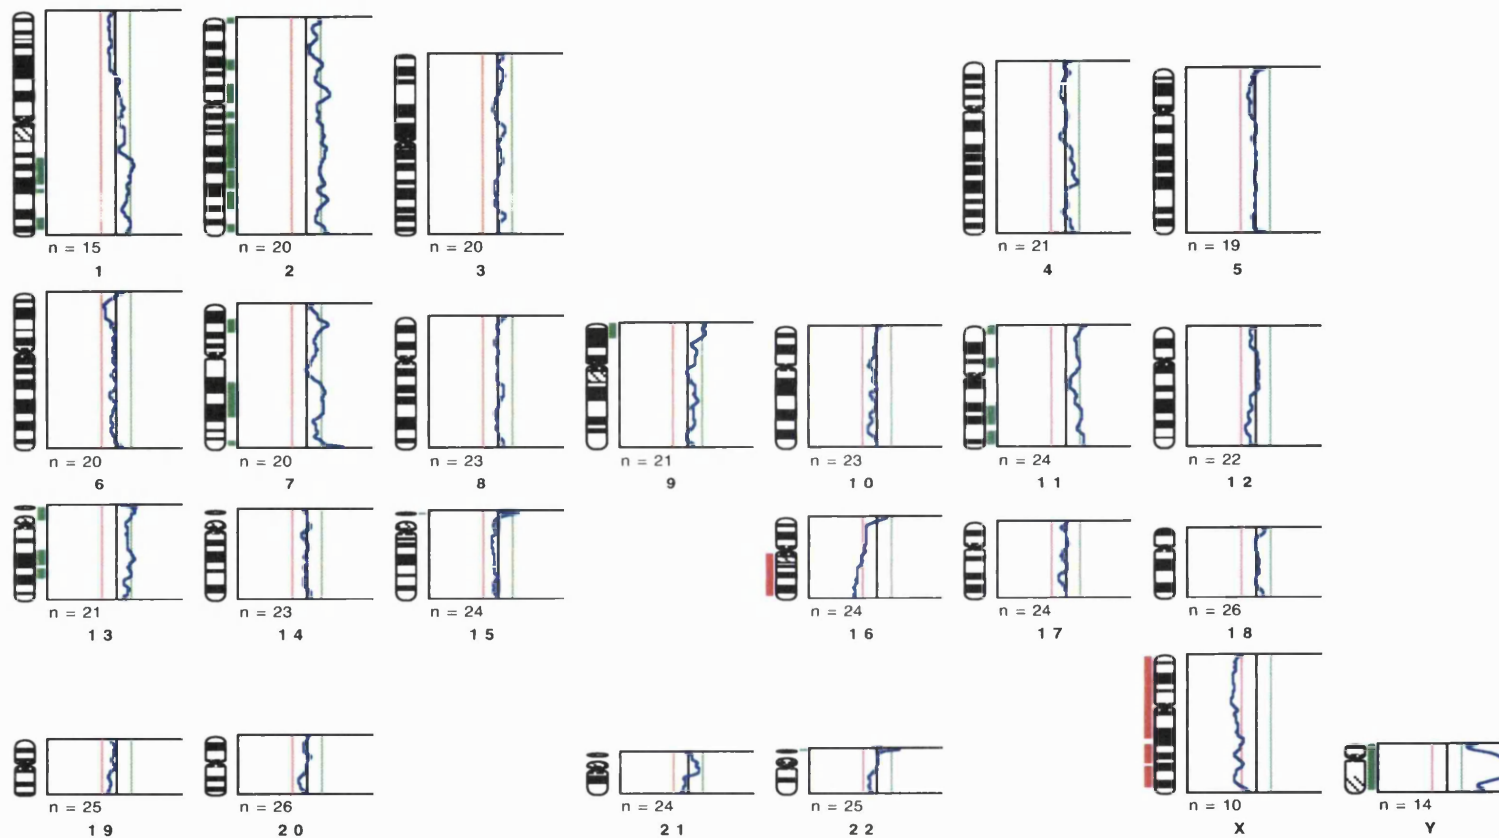 n = 15
n = 20
n = 20
n = 21
n = 19
1
2
3
4
5
n = 20
n = 20
n = 23
n = 21
n = 23
n = 24
n = 22
6
7
8
9
1 0
1 1
1 2
n = 21
n = 23
n = 24
n = 24
n = 24
n = 26
1 3
1 4
1 5
1 6
1 7
1 8
n = 25
n = 26
n = 24
n = 25
n = 10
n = 14
1 9
2 0
2 1
2 2
X
Y